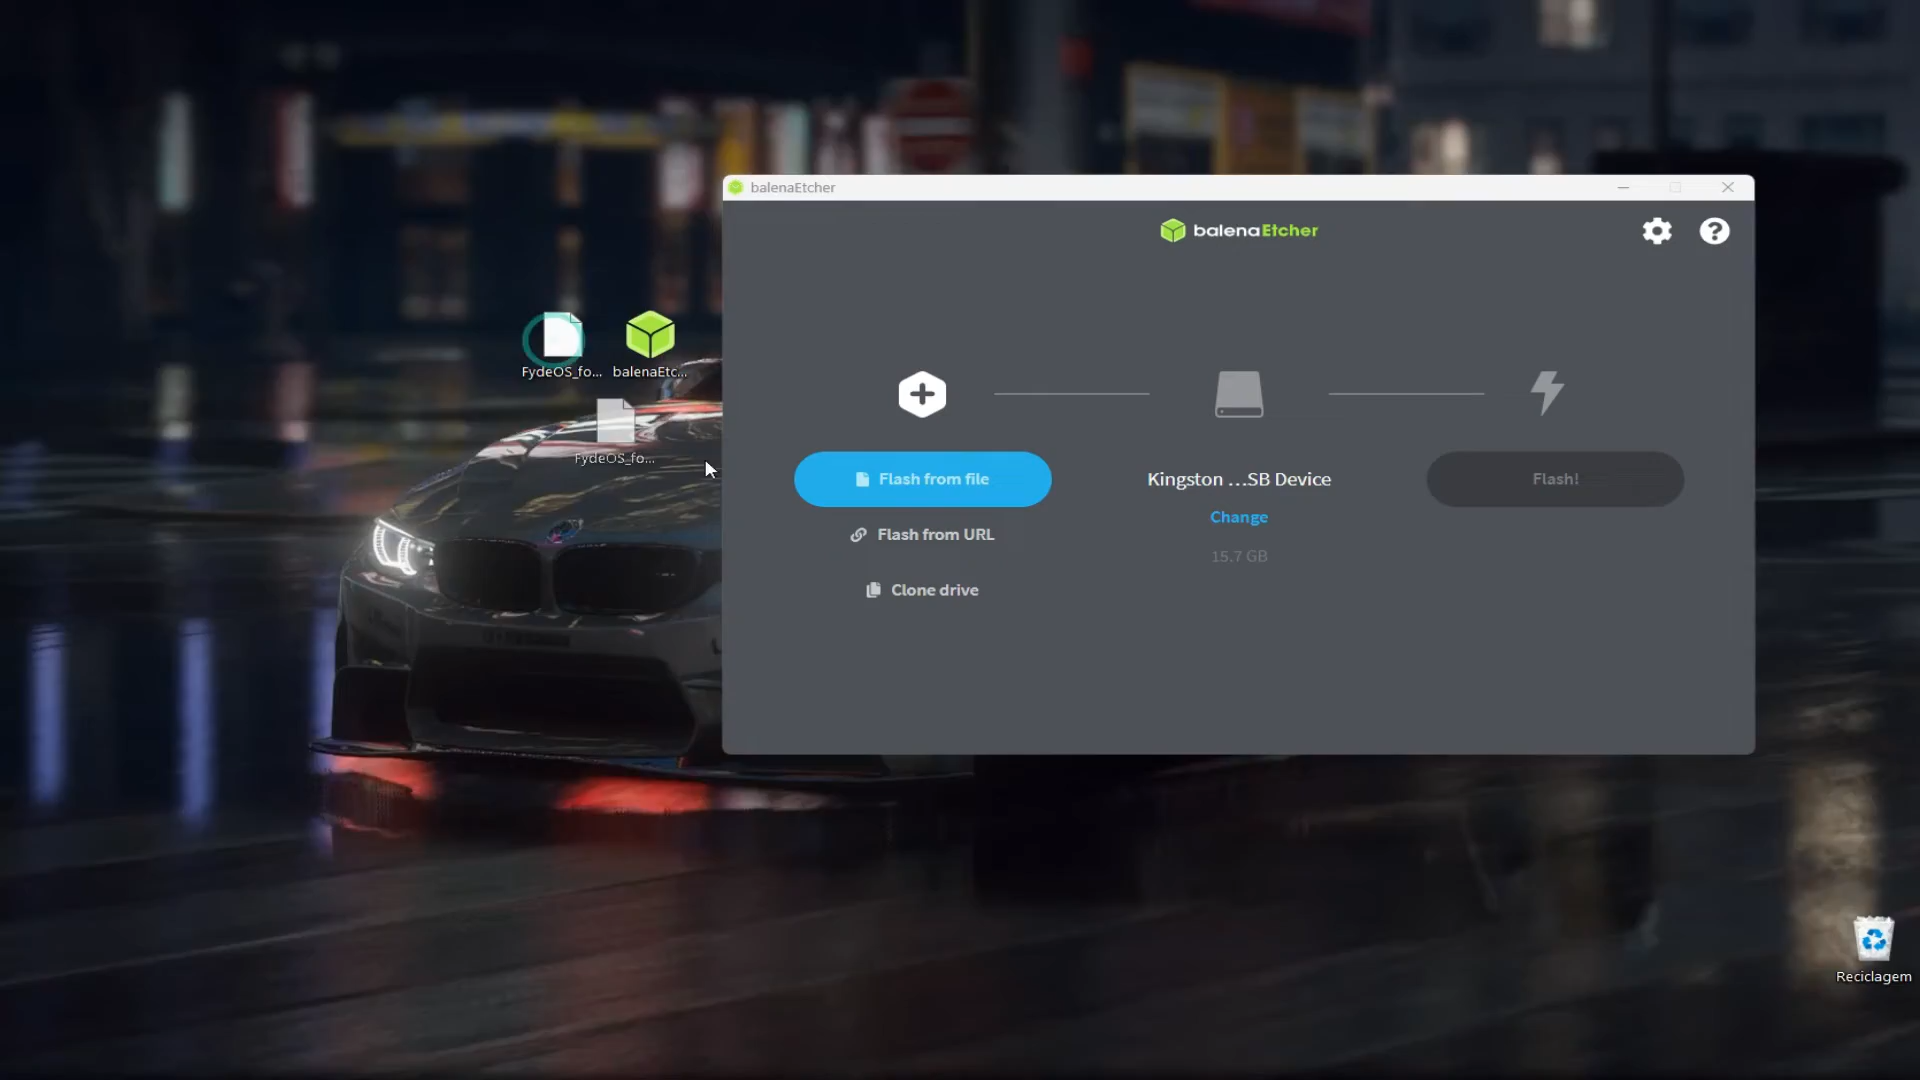 balenaEtcher
balenaEtcher
FydeOS_fo...
balenaEtc...
FydeOS_fo...
Flash from file
Kingston ...SB Device
Flash!
Change
Flash from URL
15.7 GB
Clone drive
Reciclagem